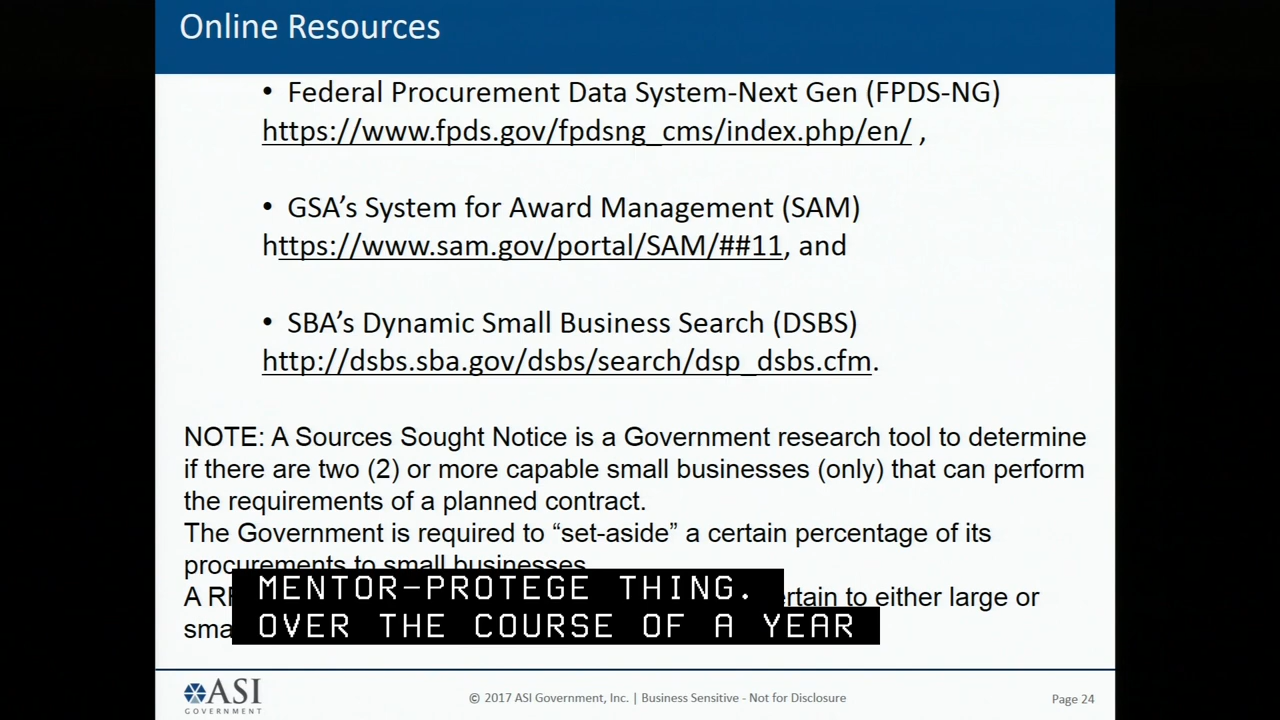 Online Resources
• Federal Procurement Data System-Next Gen (FPDS-NG)
https://www.fpds.gov/fpdsng_cms/index.php/en/ ,
• GSA’s System for Award Management (SAM)
https://www.sam.gov/portal/SAM/##11, and
• SBA’s Dynamic Small Business Search (DSBS)
http://dsbs.sba.gov/dsbs/search/dsp_dsbs.cfm.
NOTE: A Sources Sought Notice is a Government research tool to determine
if there are two (2) or more capable small businesses (only) that can perform
the requirements of a planned contract.
The Government is required to “set-aside” a certain percentage of its
procurements to small businesses.
A to either large or
MENTOR-PROTEGE THING.
OVER THE COURSE OF A YEAR
ASI
GOVERNMENT
© 2017 ASI Government, Inc. | Business Sensitive - Not for Disclosure
Page 24